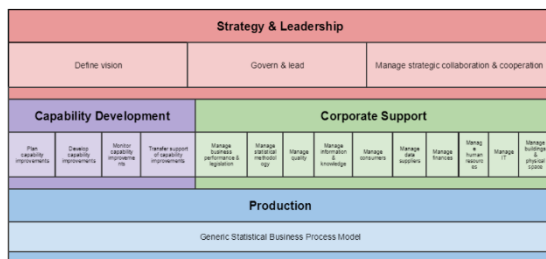 Strategy & Leadership
Define vision
Govern & lead
Manage strategic collaboration & cooperation
Capability Development
Corporate Support
Plan
capability
improvements
Develop
capability
improvements
Monitor
capability
improveme
nts
Transfer support
of capability
improvements
Manage
business
performance &
legislation
Manage
statistical
methodol
ogy
Manage
quality
Manage
information
&
knowledge
Manage
consumers
Manage
data
suppliers
Manage
finances
Manag
e
human
resourc
es
Manage
IT
Manage
buildings
&
physical
space
Production
Generic Statistical Business Process Model